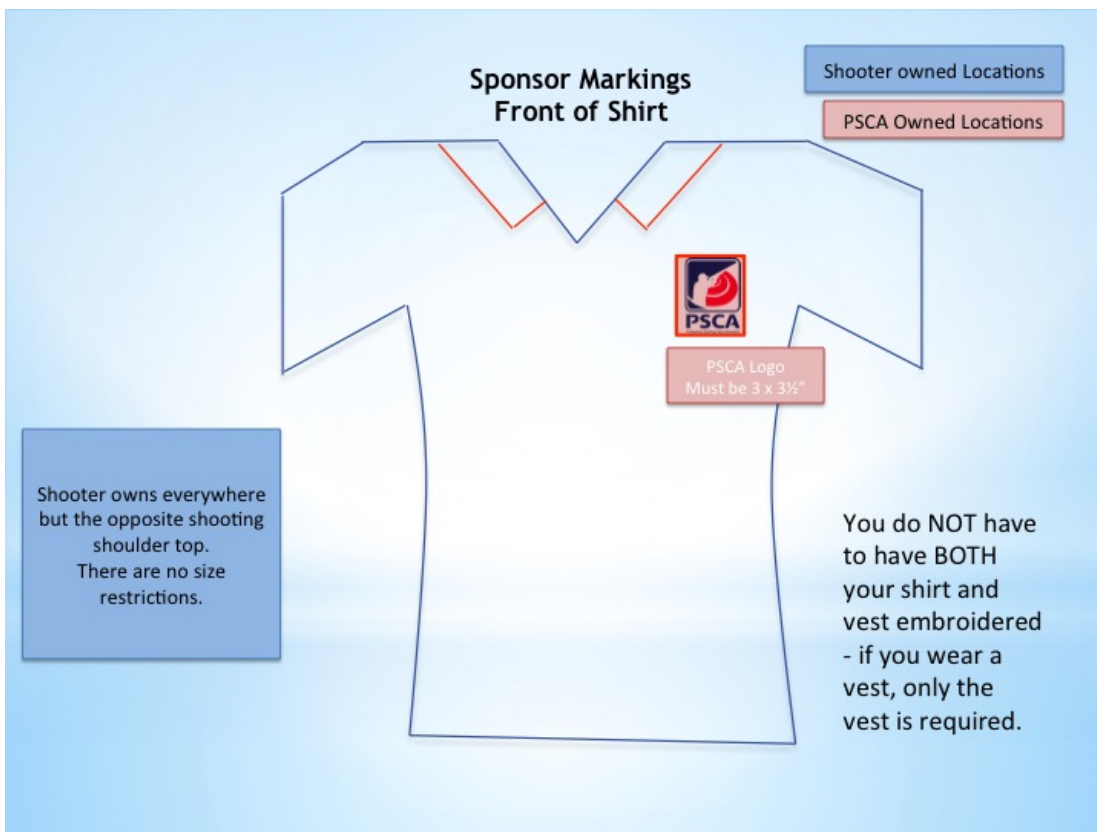 Sponsor Markings
Front of Shirt
Shooter owned Locations
PSCA Owned Locations
PSCA
PSCA Logo
Must be 3 x 3½”
Shooter owns everywhere
but the opposite shooting
shoulder top.
There are no size
restrictions.
You do NOT have
to have BOTH
your shirt and
vest embroidered
- if you wear a
vest, only the
vest is required.